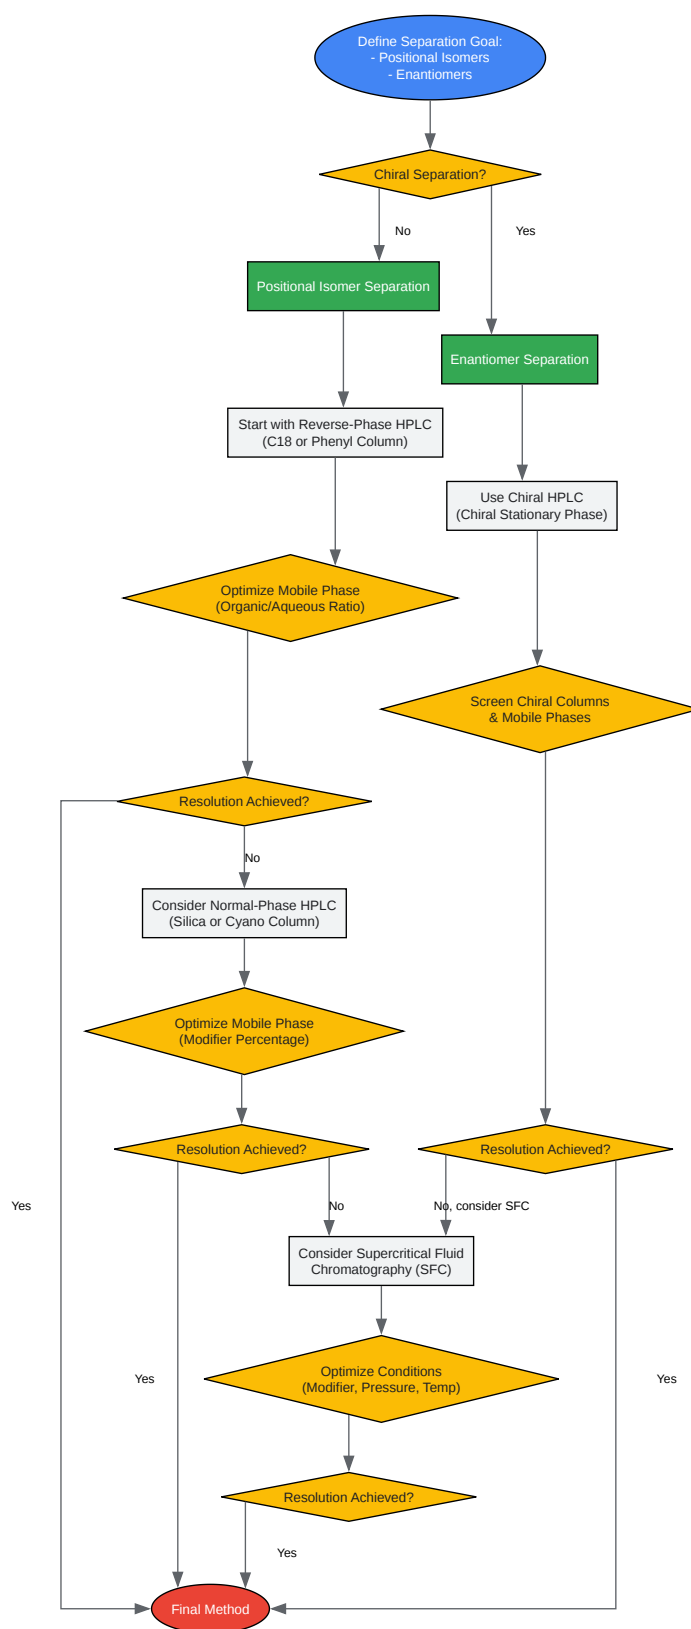 Define Separation Goal:
- Positional Isomers
- Enantiomers
Chiral Separation?
No
Yes
Positional Isomer Separation
Enantiomer Separation
Start with Reverse-Phase HPLC
(C18 or Phenyl Column)
Use Chiral HPLC
(Chiral Stationary Phase)
Optimize Mobile Phase
(Organic/Aqueous Ratio)
Screen Chiral Columns
& Mobile Phases
Resolution Achieved?
No
Consider Normal-Phase HPLC
(Silica or Cyano Column)
Optimize Mobile Phase
(Modifier Percentage)
Resolution Achieved?
Resolution Achieved?
Yes
No
No, consider SFC
Consider Supercritical Fluid
Chromatography (SFC)
Optimize Conditions
(Modifier, Pressure, Temp)
Yes
Yes
Resolution Achieved?
Yes
Final Method